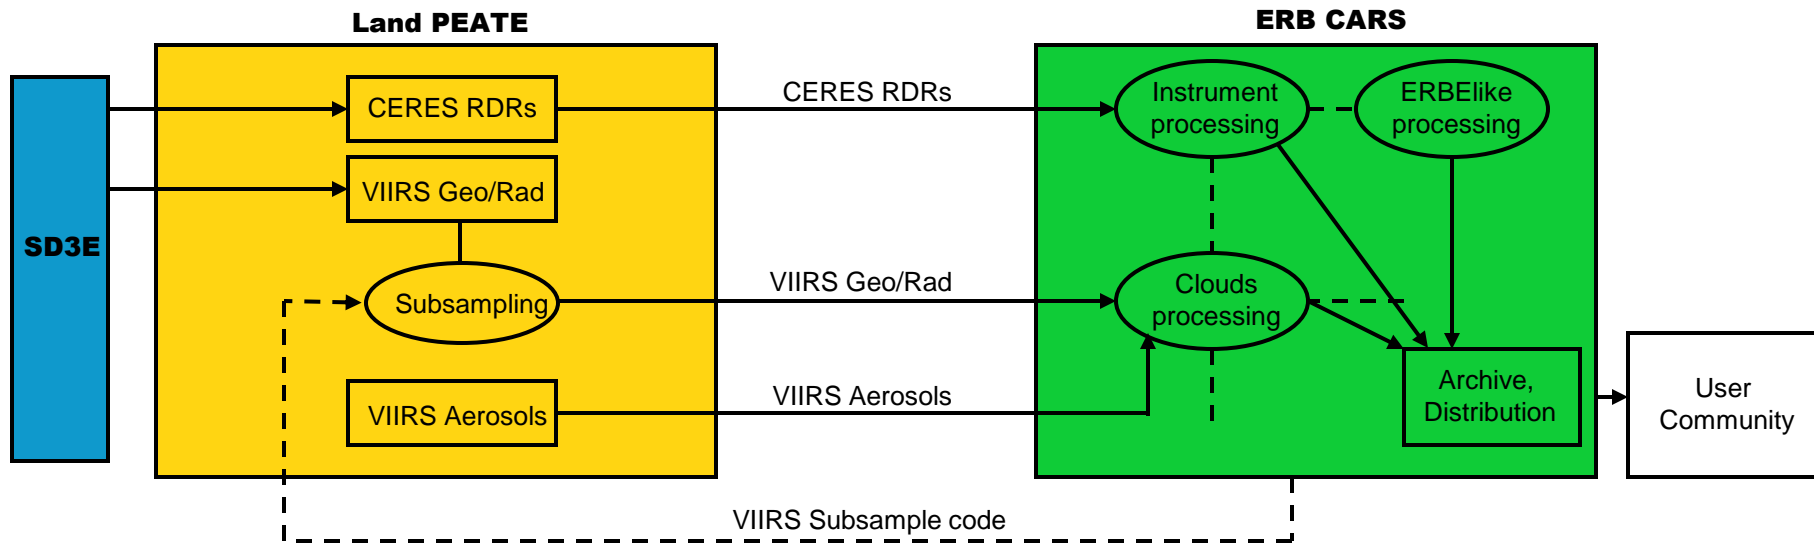 Land PEATE
ERB CARS
SD3E
CERES RDRs
VIIRS Geo/Rad
Subsampling
VIIRS Aerosols
CERES RDRs
VIIRS Geo/Rad
VIIRS Aerosols
Instrument
processing
ERBElike
processing
Clouds
processing
Archive,
Distribution
User
Community
VIIRS Subsample code